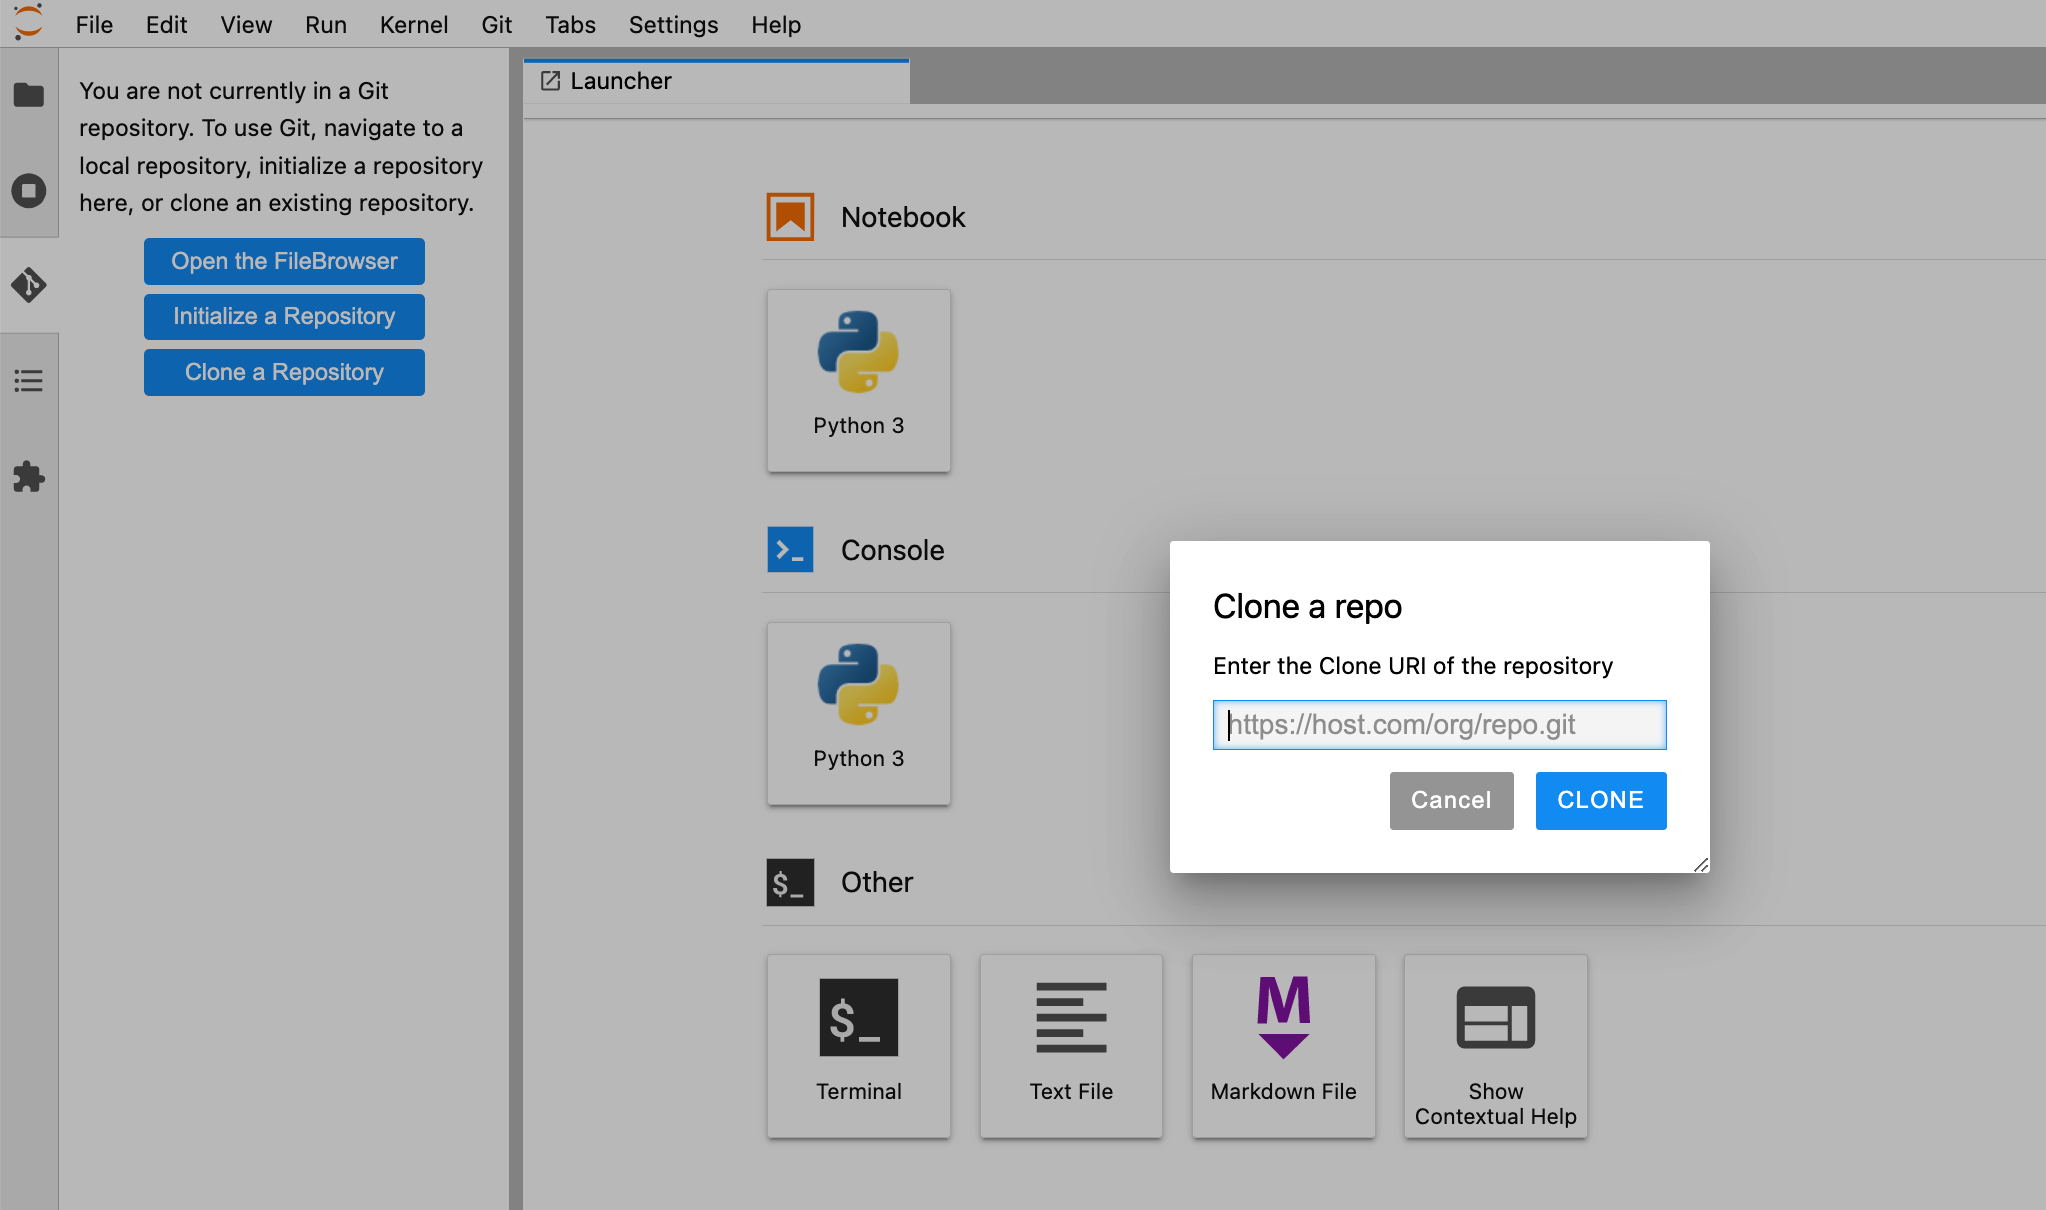 File Edit View Run Kernel Git Tabs Settings Help
You are not currently in a Git
repository. To use Git, navigate to a
local repository, initialize a repository
here, or clone an existing repository.
Open the FileBrowser
Initialize a Repository
Clone a Repository
Launcher
Notebook
Python 3
>_ Console
Python 3
Clone a repo
Enter the Clone URI of the repository
https://host.com/org/repo.git
Cancel CLONE
$_ Other
$_
Terminal
Text File
M
Markdown File
Show
Contextual Help